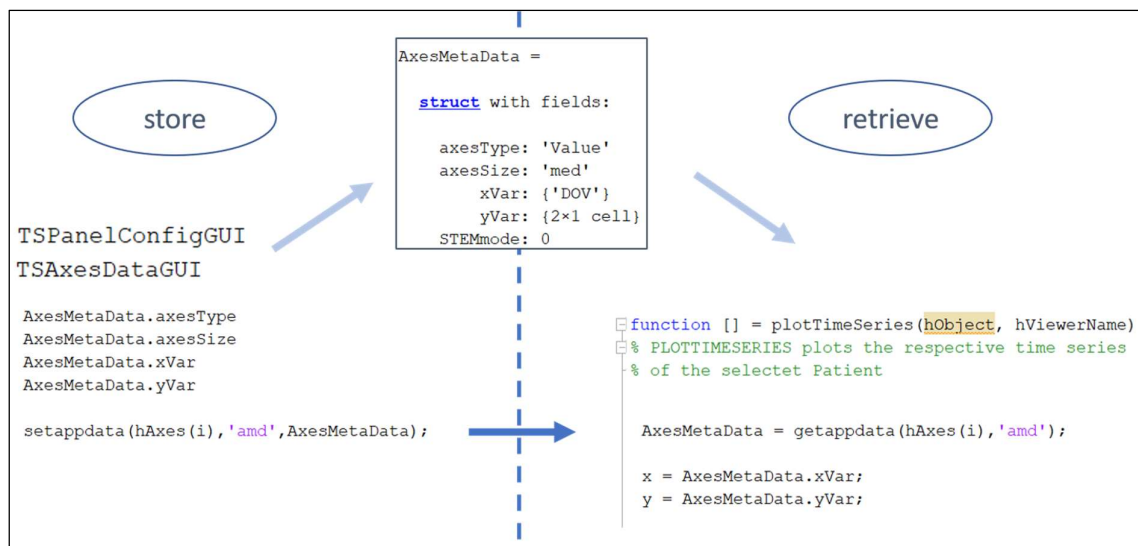 store
AxesMetaData =
struct with fields:
axesType: 'Value'
axesSize: 'med'
xVar: {'DOV'}
yVar: {2×1 cell}
STEMmode: 0
retrieve
TSPanelConfigGUI
TSAxesDataGUI
AxesMetaData.axesType
AxesMetaData.axesSize
AxesMetaData.xVar
AxesMetaData.yVar
setappdata(hAxes(i),'amd',AxesMetaData);
function [] = plotTimeSeries(hObject, hViewerName)
% PLOTTIMESERIES plots the respective time series
% of the selectet Patient
AxesMetaData = getappdata(hAxes(i),'amd');
x = AxesMetaData.xVar;
y = AxesMetaData.yVar;